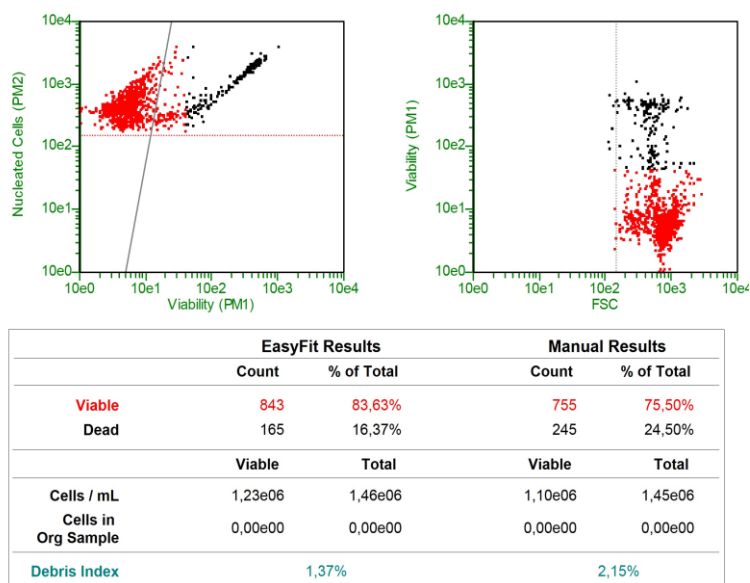 10e4
10e3
10e2
10e1
10e0
Nucleated Cells (PM2)
10e0 10e1 10e2 10e3 10e4
Viability (PM1)
10e4
10e3
10e2
10e1
10e0
Viability (PM1)
10e0 10e1 10e2 10e3 10e4
FSC
EasyFit Results Manual Results
Count % of Total Count % of Total
Viable 843 83,63% 755 75,50%
Dead 165 16,37% 245 24,50%
Viable Total Viable Total
Cells / mL 1,23e06 1,46e06 1,10e06 1,45e06
Cells in
Org Sample 0,00e00 0,00e00 0,00e00 0,00e00
Debris Index 1,37% 2,15%